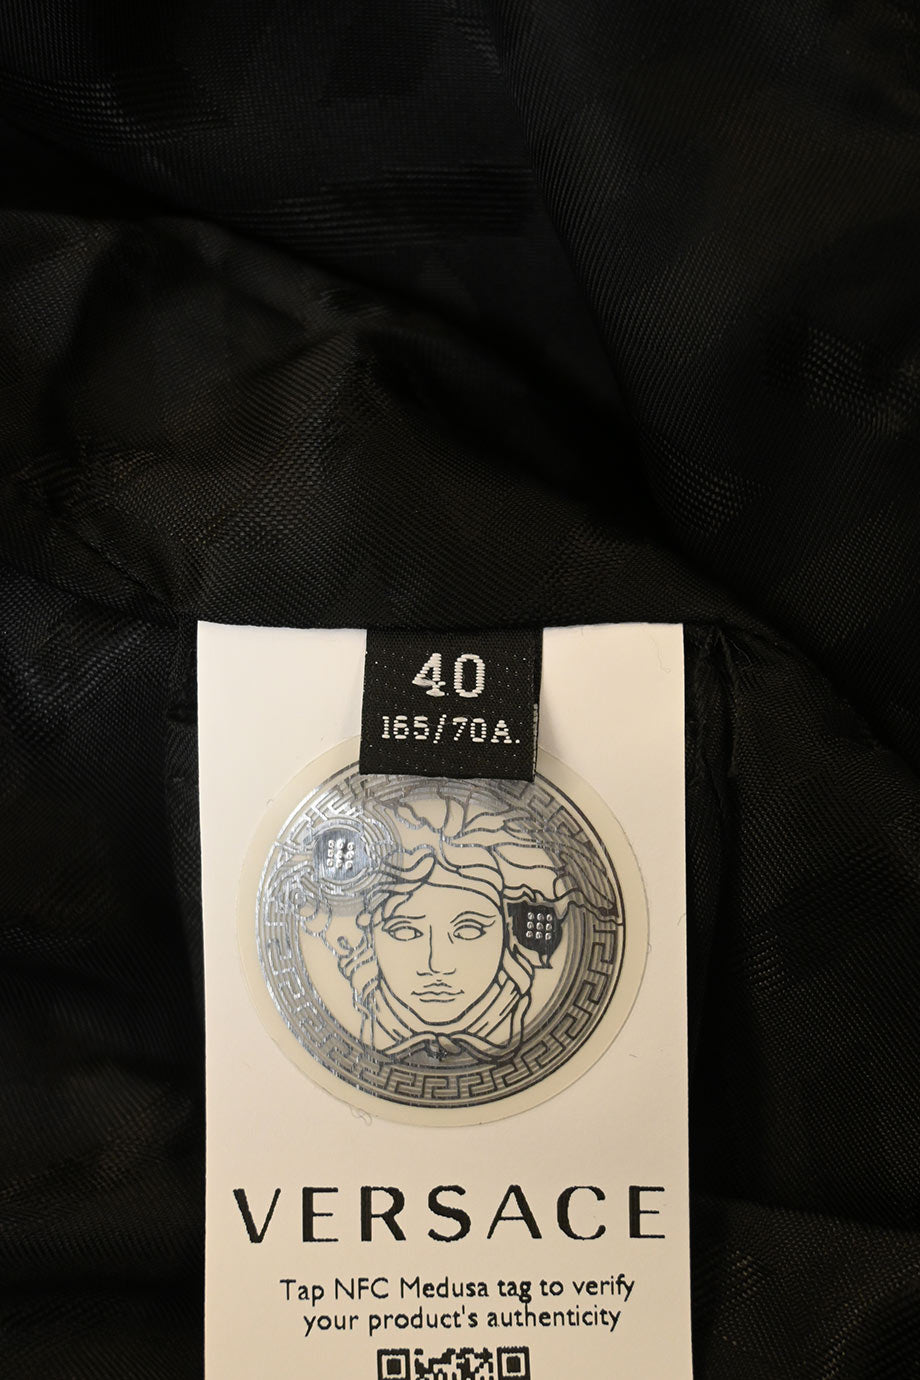 40
165/70A.
VERSACE
Tap NFC Medusa tag to verify
your product's authenticity